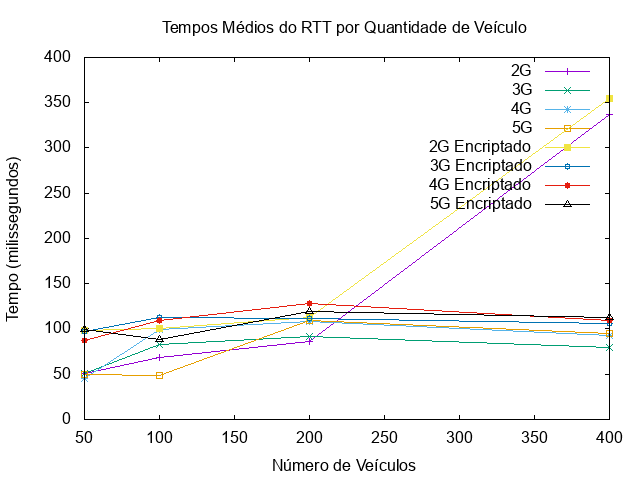 Tempos Médios do RTT por Quantidade de Veículo
400
350
300
250
200
150
100
50
0
Tempo (milissegundos)
2G
3G
4G
5G
2G Encriptado
3G Encriptado
4G Encriptado
5G Encriptado
50 100 150 200 250 300 350 400
Número de Veículos